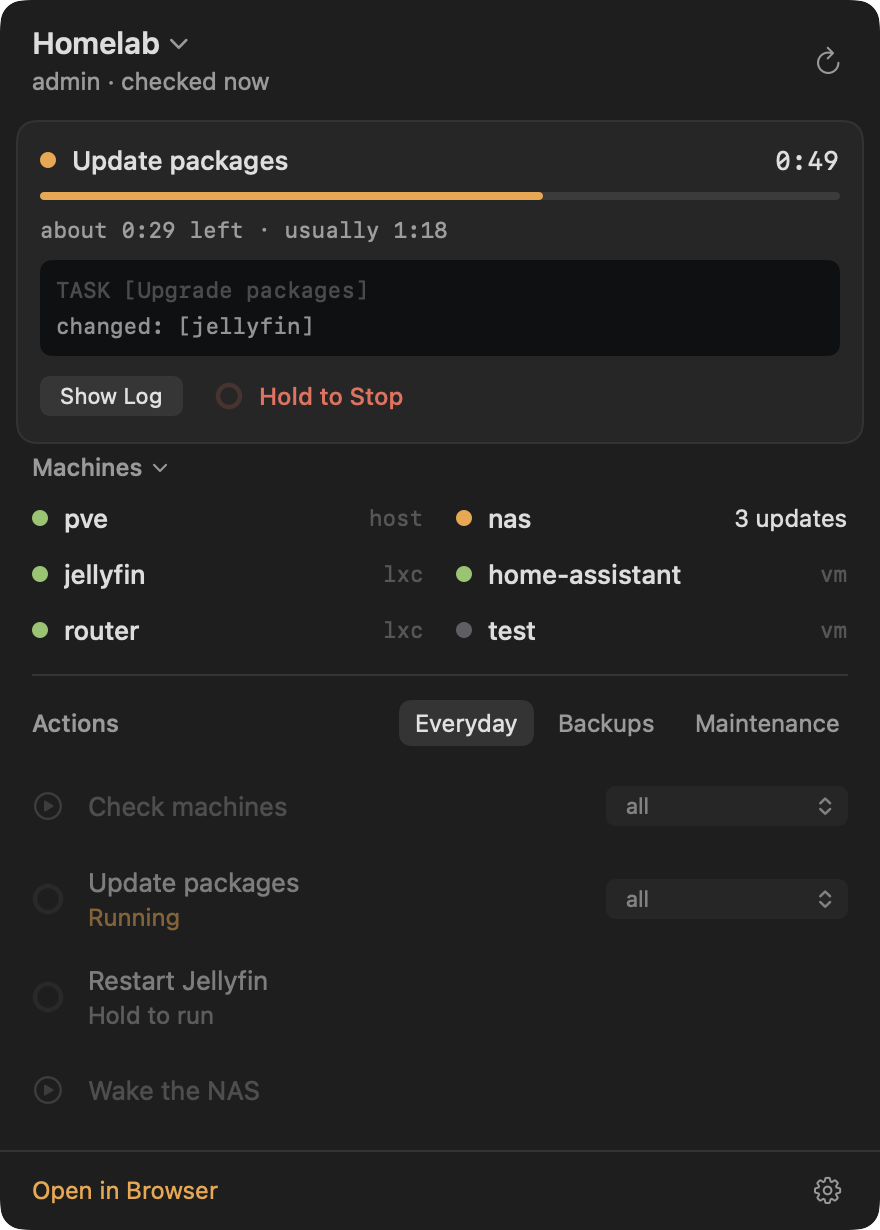 Homelab
admin · checked now
Update packages 0:49
about 0:29 left · usually 1:18
TASK [Upgrade packages]
changed: [jellyfin]
Show Log Hold to Stop
Machines
pve host nas 3 updates
jellyfin lxc home-assistant vm
router lxc test vm
Actions Everyday Backups Maintenance
Check machines all
Update packages all
Running
Restart Jellyfin
Hold to run
Wake the NAS
Open in Browser